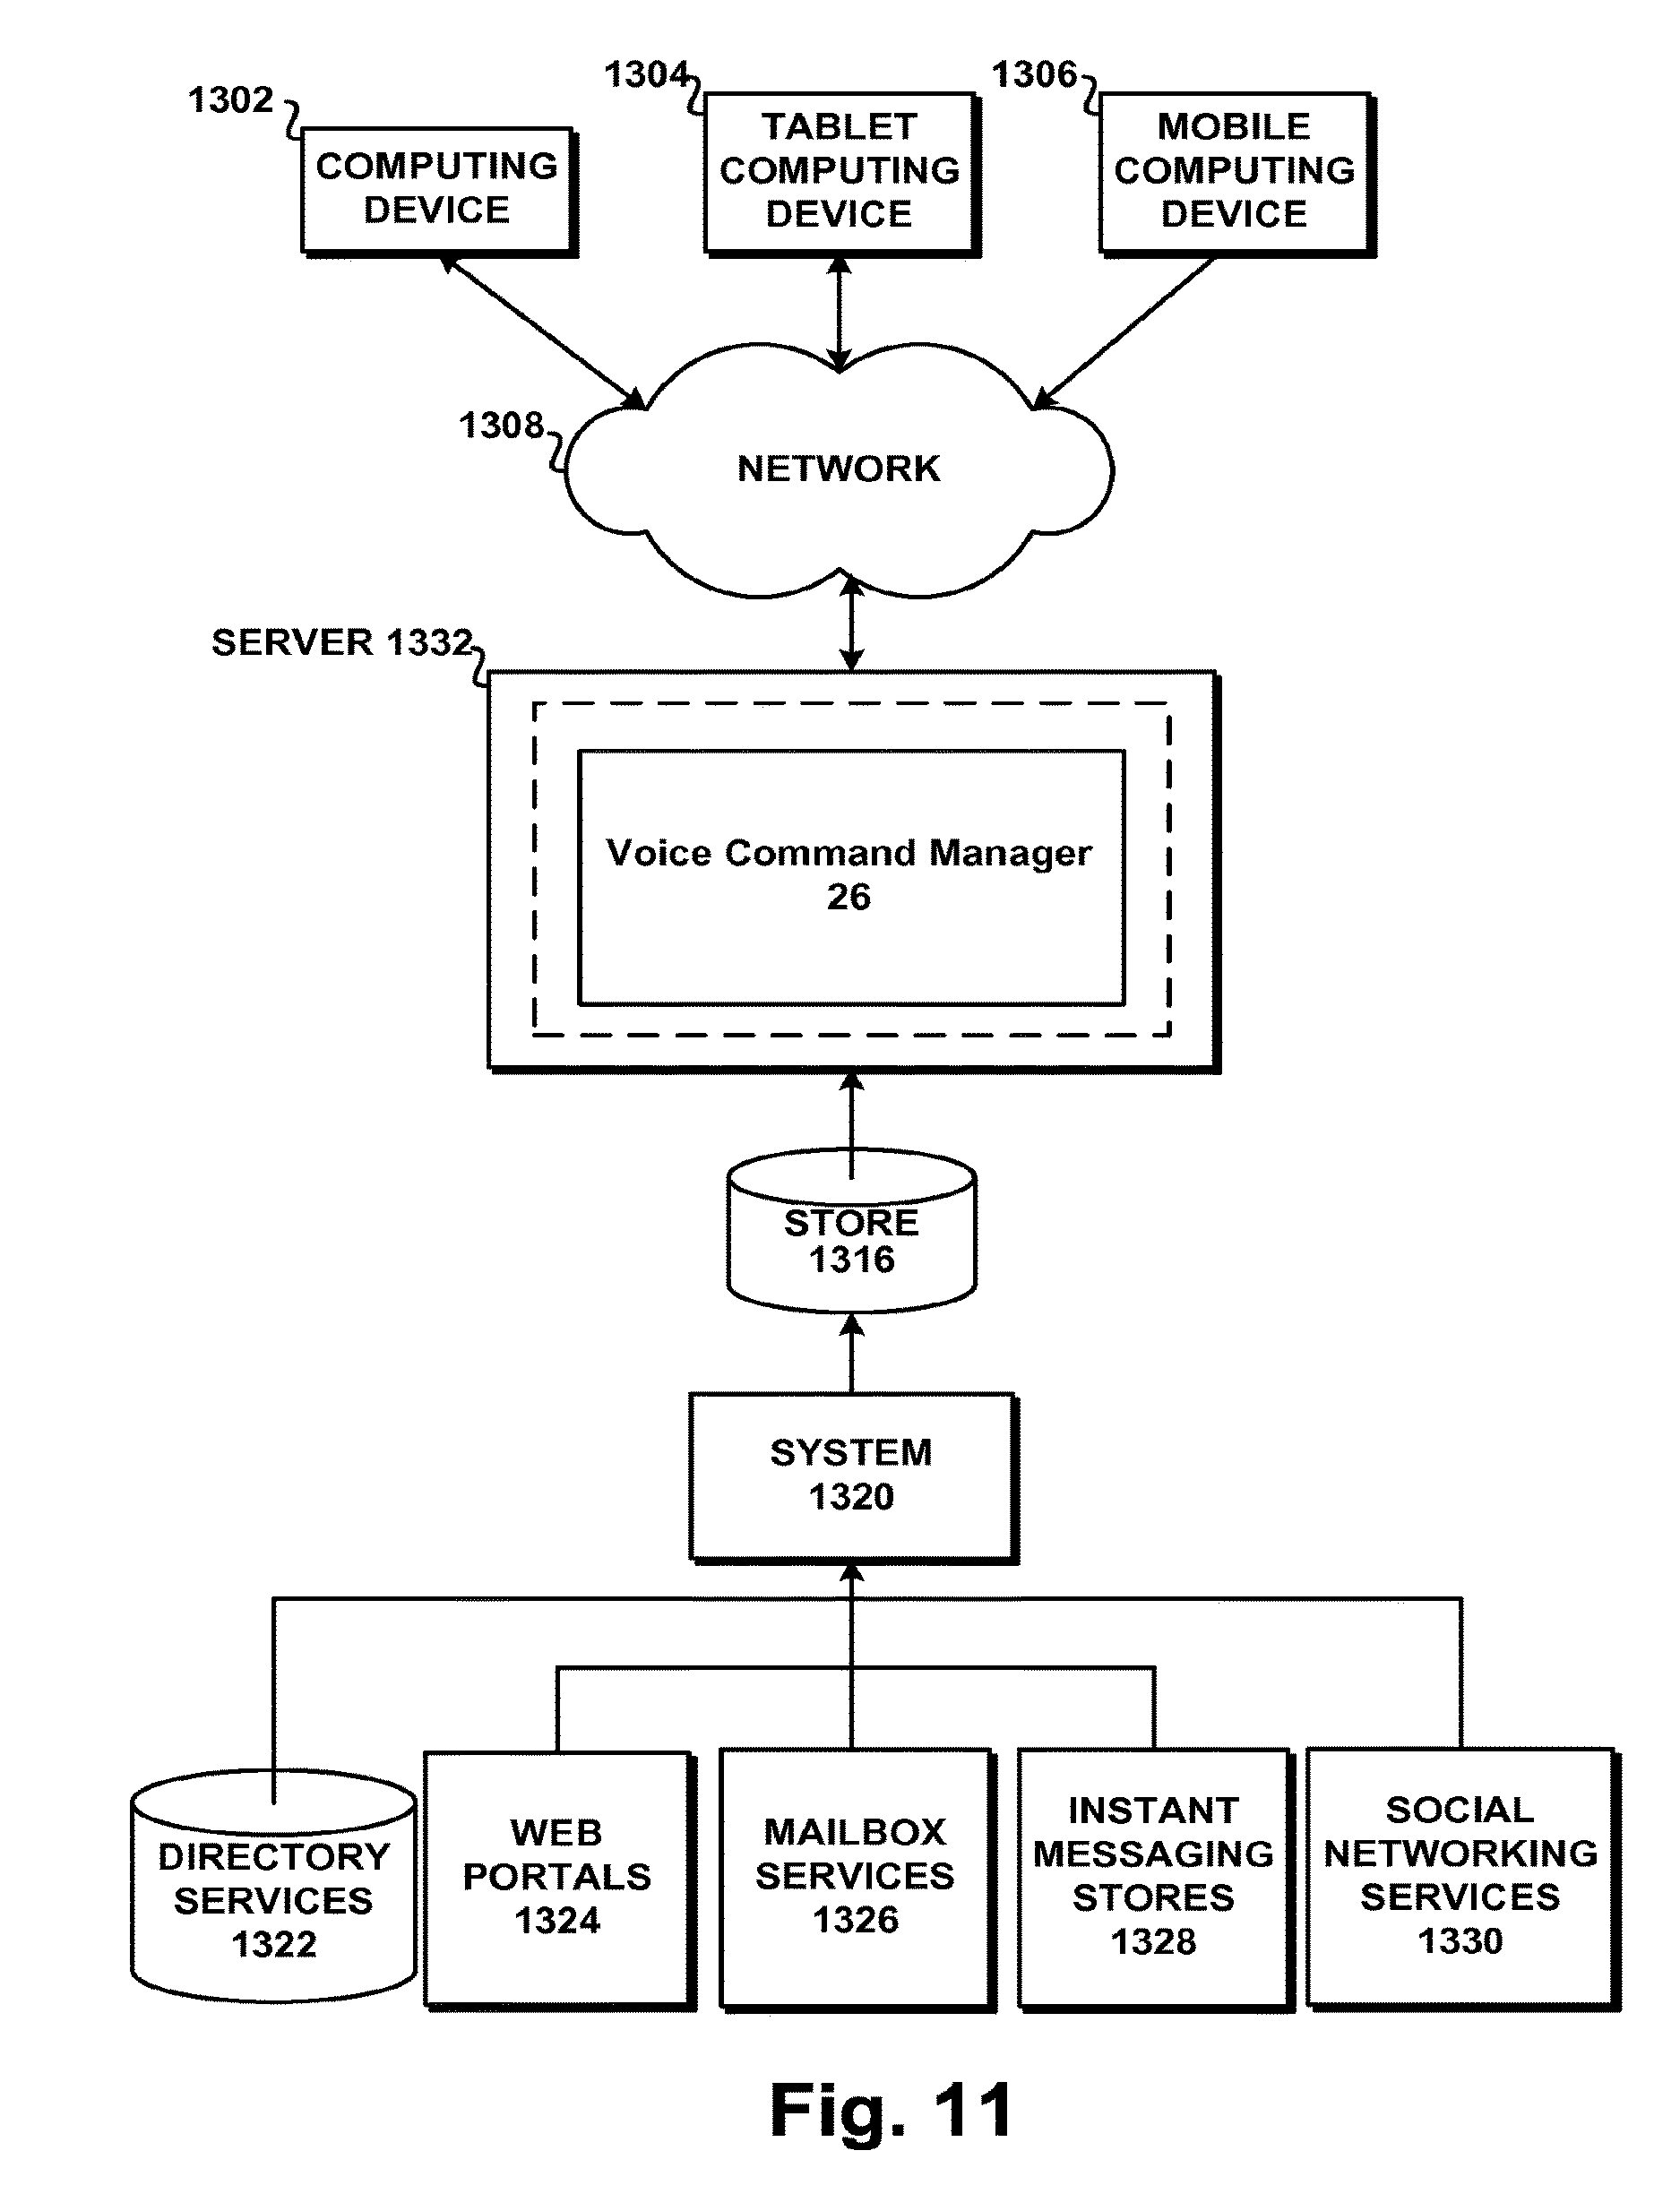 1302
COMPUTING
DEVICE
1304
TABLET
COMPUTING
DEVICE
1306
MOBILE
COMPUTING
DEVICE
1308
NETWORK
SERVER 1332
Voice Command Manager
26
STORE
1316
SYSTEM
1320
DIRECTORY
SERVICES
1322
WEB
PORTALS
1324
MAILBOX
SERVICES
1326
INSTANT
MESSAGING
STORES
1328
SOCIAL
NETWORKING
SERVICES
1330
Fig. 11